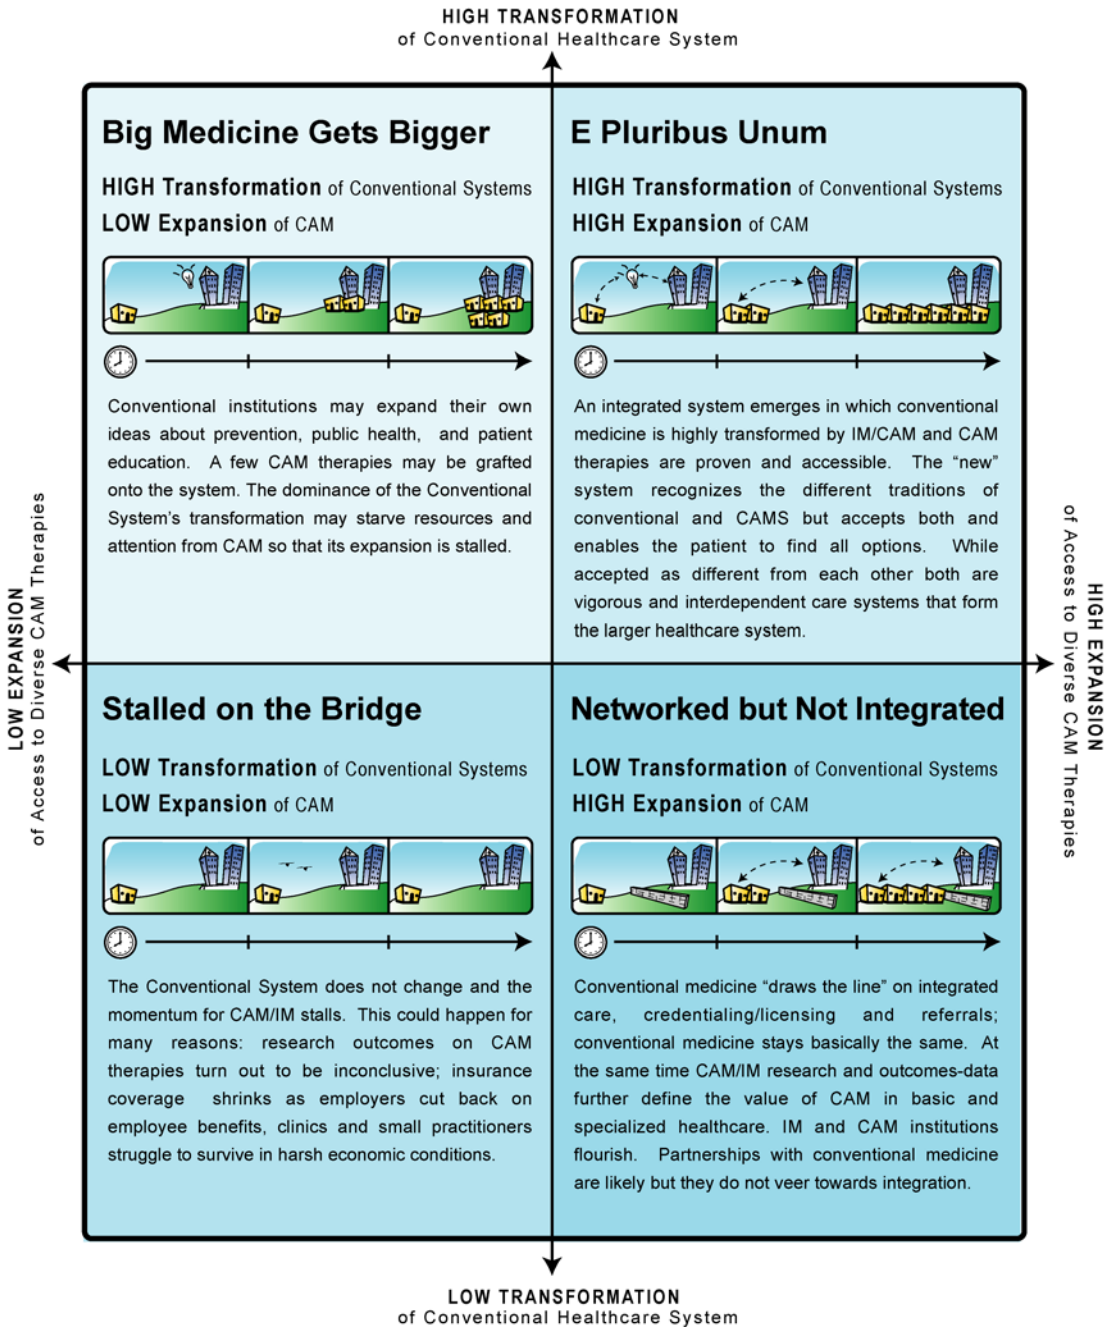 HIGH TRANSFORMATION
of Conventional Healthcare System
Big Medicine Gets Bigger
HIGH Transformation of Conventional Systems
LOW Expansion of CAM
Conventional institutions may expand their own
ideas about prevention, public health, and patient
education. A few CAM therapies may be grafted
onto the system. The dominance of the Conventional
System's transformation may starve resources and
attention from CAM so that its expansion is stalled.
E Pluribus Unum
HIGH Transformation of Conventional Systems
HIGH Expansion of CAM
An integrated system emerges in which conventional
medicine is highly transformed by IM/CAM and CAM
therapies are proven and accessible. The “new”
system recognizes the different traditions of
conventional and CAMS but accepts both and
enables the patient to find all options. While
accepted as different from each other both are
vigorous and interdependent care systems that form
the larger healthcare system.
LOW EXPANSION
of Access to Diverse CAM Therapies
HIGH EXPANSION
of Access to Diverse CAM Therapies
Stalled on the Bridge
LOW Transformation of Conventional Systems
LOW Expansion of CAM
The Conventional System does not change and the
momentum for CAM/IM stalls. This could happen for
many reasons: research outcomes on CAM
therapies turn out to be inconclusive; insurance
coverage shrinks as employers cut back on
employee benefits, clinics and small practitioners
struggle to survive in harsh economic conditions.
Networked but Not Integrated
LOW Transformation of Conventional Systems
HIGH Expansion of CAM
Conventional medicine “draws the line” on integrated
care, credentialing/licensing and referrals;
conventional medicine stays basically the same. At
the same time CAM/IM research and outcomes-data
further define the value of CAM in basic and
specialized healthcare. IM and CAM institutions
flourish. Partnerships with conventional medicine
are likely but they do not veer towards integration.
LOW TRANSFORMATION
of Conventional Healthcare System